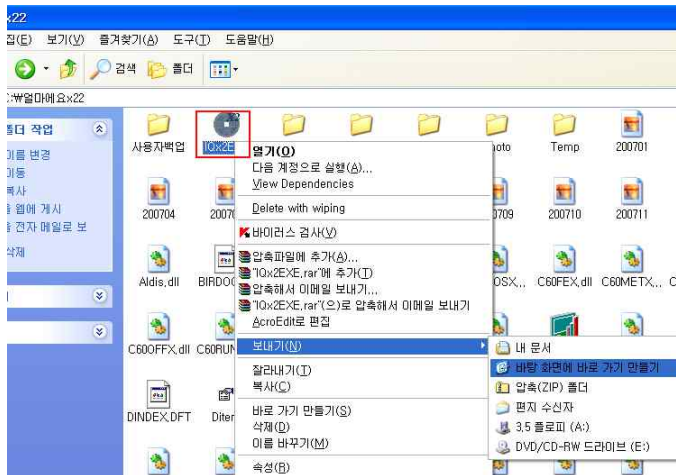 x22
집(E) 보기(V) 즐겨찾기(A) 도구(T) 도움말(H)
검색 폴더
:₩얼마에요x22
폴더 작업
이름 변경
이동
복사
웹에 게시
전자 메일로 보
삭제
사용자백업
IQx2E
oto
Temp
200701
200704
2007
0709
200710
200711
Aldis,dll
BIRDO
OSX,,
C60FEX,dll
C60METX,,,
C60OFFX,dll
C60RUN
DINDEX,DFT
Diter
열기(O)
다음 계정으로 실행(A)...
View Dependencies
Delete with wiping
바이러스 검사(V)
압축파일에 추가(A)...
"IQx2EXE,rar"에 추가(T)
압축해서 이메일 보내기...
"IQx2EXE,rar"(으)로 압축해서 이메일 보내기
AcroEdit로 편집
보내기(N)
잘라내기(T)
복사(C)
바로 가기 만들기(S)
삭제(D)
이름 바꾸기(M)
속성(R)
내 문서
바탕 화면에 바로 가기 만들기
압축(ZIP) 폴더
편지 수신자
3,5 플로피 (A:)
DVD/CD-RW 드라이브 (E:)